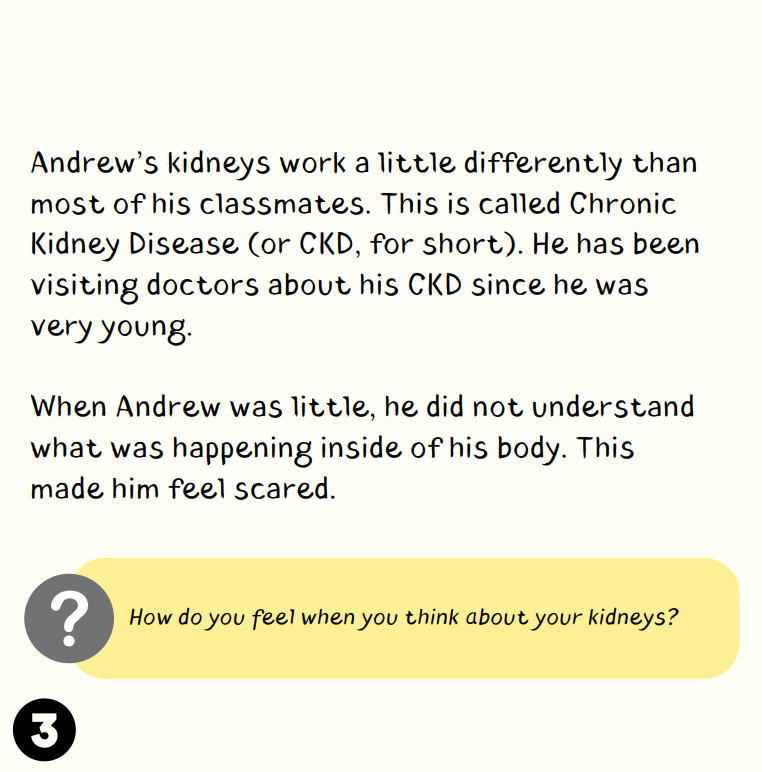 Andrew's kidneys work a little differently than
most of his classmates. This is called Chronic
Kidney Disease (or CKD, for short). He has been
visiting doctors about his CKD since he was
very young.
When Andrew was little, he did not understand
what was happening inside of his body. This
made him feel scared.
? How do you feel when you think about your kidneys?
3